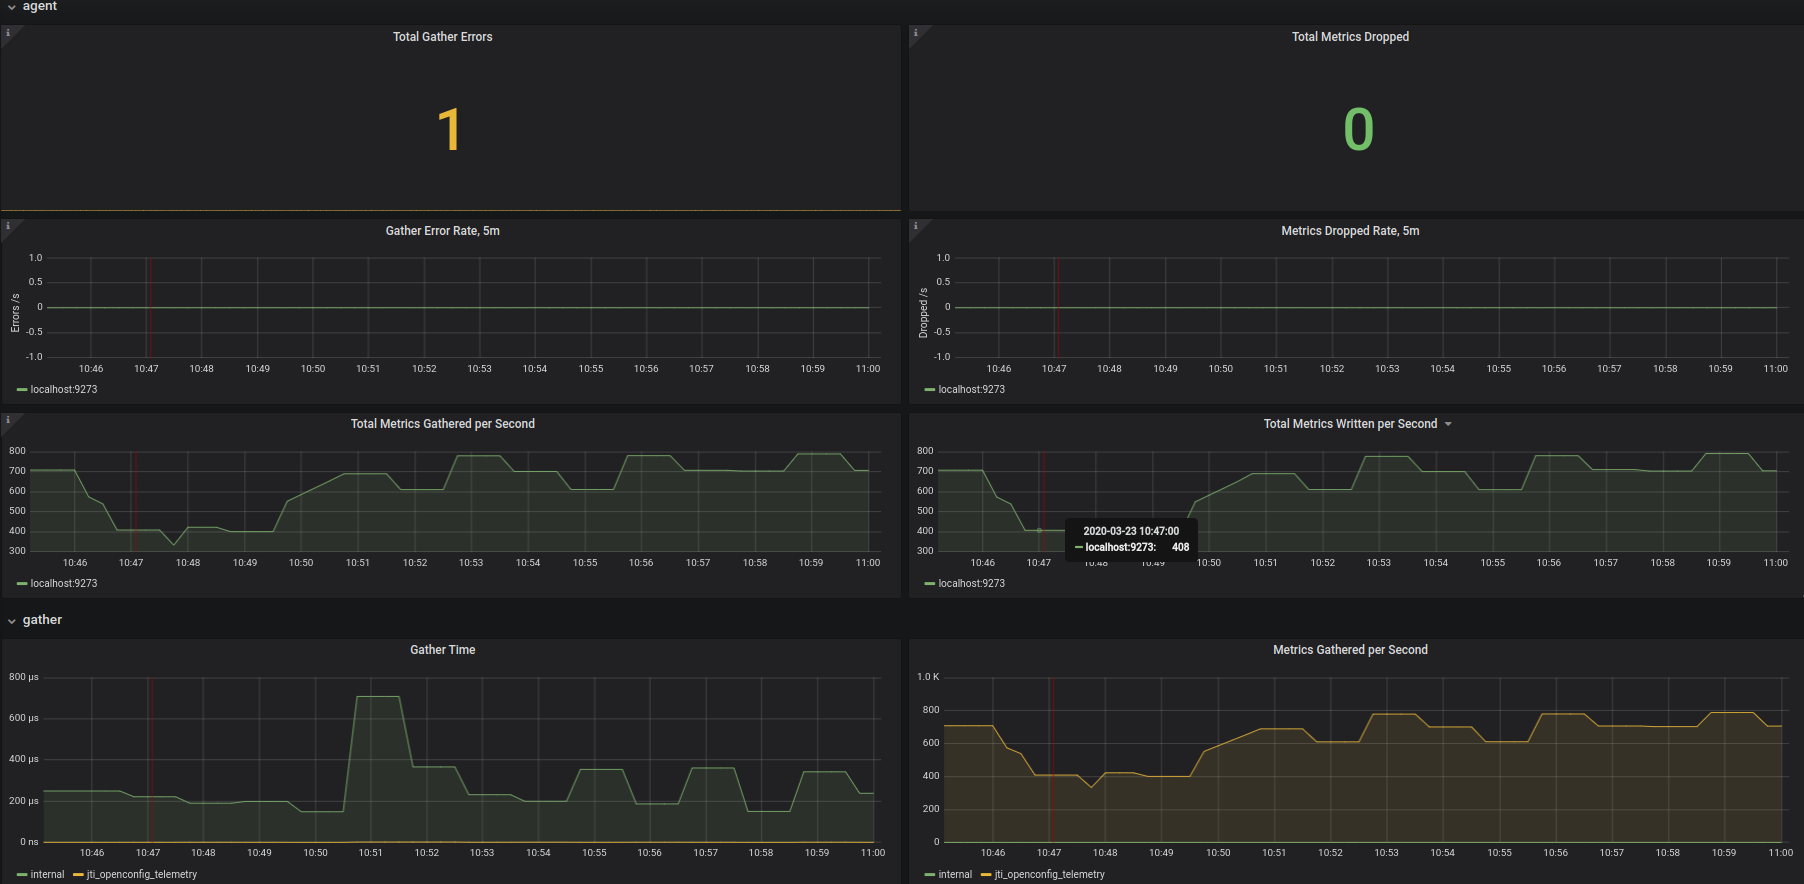 agent
Total Gather Errors
Total Metrics Dropped
1
0
Gather Error Rate, 5m
Errors /s
1.0
0.5
0
-0.5
-1.0
10:46 10:47 10:48 10:49 10:50 10:51 10:52 10:53 10:54 10:55 10:56 10:57 10:58 10:59 11:00
localhost:9273
Metrics Dropped Rate, 5m
Dropped /s
1.0
0.5
0
-0.5
-1.0
10:46 10:47 10:48 10:49 10:50 10:51 10:52 10:53 10:54 10:55 10:56 10:57 10:58 10:59 11:00
localhost:9273
Total Metrics Gathered per Second
800
700
600
500
400
300
10:46 10:47 10:48 10:49 10:50 10:51 10:52 10:53 10:54 10:55 10:56 10:57 10:58 10:59 11:00
localhost:9273
Total Metrics Written per Second
800
700
600
500
400
300
2020-03-23 10:47:00
localhost:9273: 408
10:46 10:47 10:48 10:49 10:50 10:51 10:52 10:53 10:54 10:55 10:56 10:57 10:58 10:59 11:00
localhost:9273
gather
Gather Time
800 µs
600 µs
400 µs
200 µs
0 ns
10:46 10:47 10:48 10:49 10:50 10:51 10:52 10:53 10:54 10:55 10:56 10:57 10:58 10:59 11:00
internal jti_openconfig_telemetry
Metrics Gathered per Second
1.0 K
800
600
400
200
0
10:46 10:47 10:48 10:49 10:50 10:51 10:52 10:53 10:54 10:55 10:56 10:57 10:58 10:59 11:00
internal jti_openconfig_telemetry